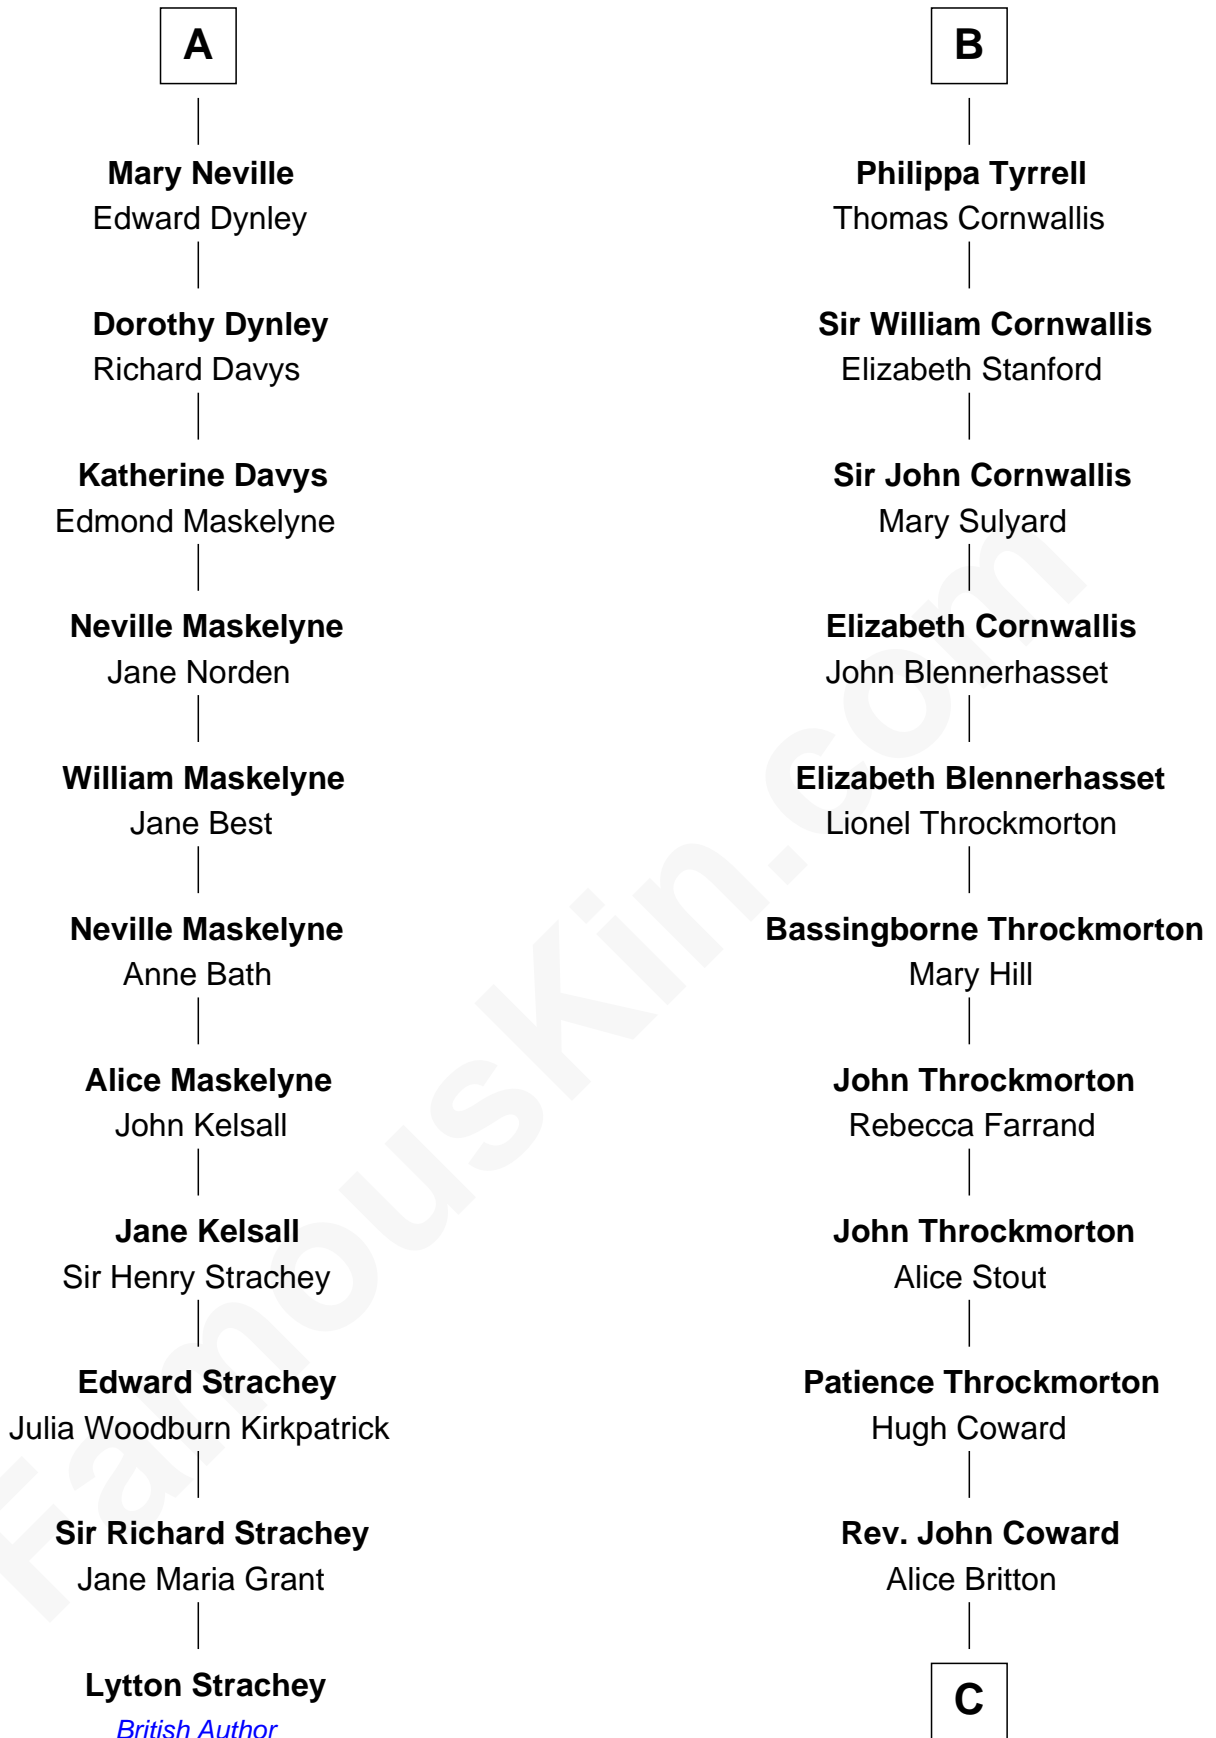 A
Mary Neville
Edward Dynley
Dorothy Dynley
Richard Davys
Katherine Davys
Edmond Maskelyne
Neville Maskelyne
Jane Norden
William Maskelyne
Jane Best
Neville Maskelyne
Anne Bath
Alice Maskelyne
John Kelsall
Jane Kelsall
Sir Henry Strachey
Edward Strachey
Julia Woodburn Kirkpatrick
Sir Richard Strachey
Jane Maria Grant
Lytton Strachey
British Author
B
Philippa Tyrrell
Thomas Cornwallis
Sir William Cornwallis
Elizabeth Stanford
Sir John Cornwallis
Mary Sulyard
Elizabeth Cornwallis
John Blennerhasset
Elizabeth Blennerhasset
Lionel Throckmorton
Bassingborne Throckmorton
Mary Hill
John Throckmorton
Rebecca Farrand
John Throckmorton
Alice Stout
Patience Throckmorton
Hugh Coward
Rev. John Coward
Alice Britton
C
FamousKin.com